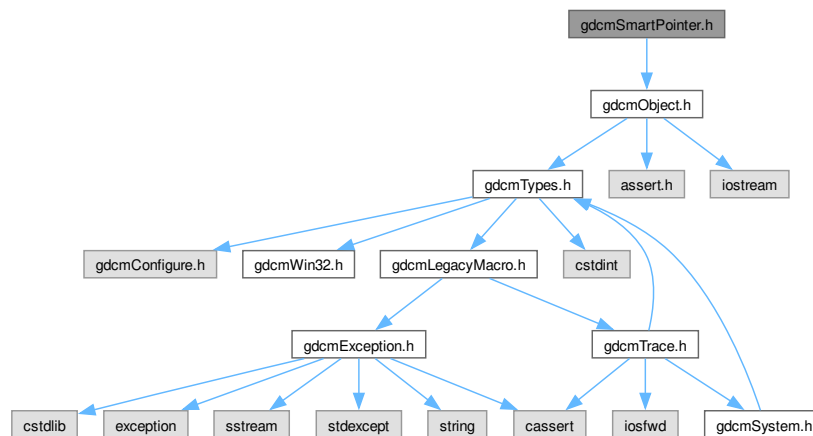 gdcmSmartPointer.h
gdcmObject.h
gdcmTypes.h
assert.h
iostream
gdcmConfigure.h
gdcmWin32.h
gdcmLegacyMacro.h
cstdint
gdcmException.h
gdcmTrace.h
cstdlib
exception
sstream
stdexcept
string
cassert
iosfwd
gdcmSystem.h